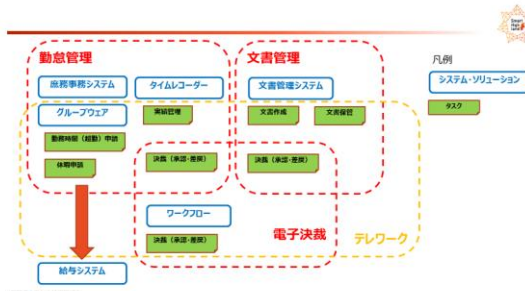 勤怠管理
文書管理
凡例
庶務事務システム
タイムレコーダー
文書管理システム
システム・ソリューション
グループウェア
実績管理
文書作成
文書保管
タスク
勤務時間（超勤）申請
休暇申請
決裁（承認・差戻）
決裁（承認・差戻）
ワークフロー
決裁（承認・差戻）
電子決裁
テレワーク
給与システム